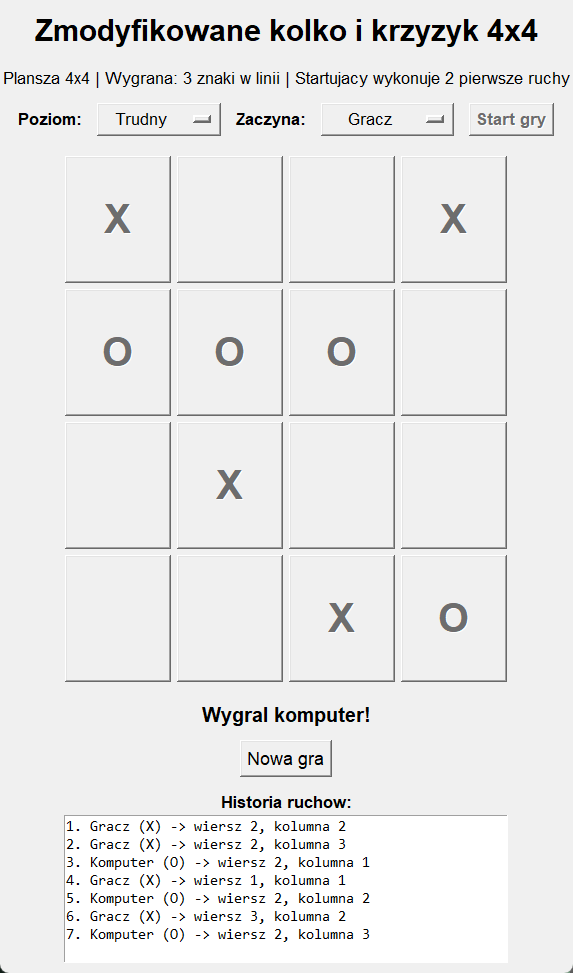 Zmodyfikowane kolko i krzyzyk 4x4
Plansza 4x4 | Wygrana: 3 znaki w linii | Startujacy wykonuje 2 pierwsze ruchy
Poziom: Trudny Zaczyna: Gracz Start gry
X X
O O O
X
X O
Wygral komputer!
Nowa gra
Historia ruchow:
1. Gracz (X) -> wiersz 2, kolumna 2
2. Gracz (X) -> wiersz 2, kolumna 3
3. Komputer (O) -> wiersz 2, kolumna 1
4. Gracz (X) -> wiersz 1, kolumna 1
5. Komputer (O) -> wiersz 2, kolumna 2
6. Gracz (X) -> wiersz 3, kolumna 2
7. Komputer (O) -> wiersz 2, kolumna 3